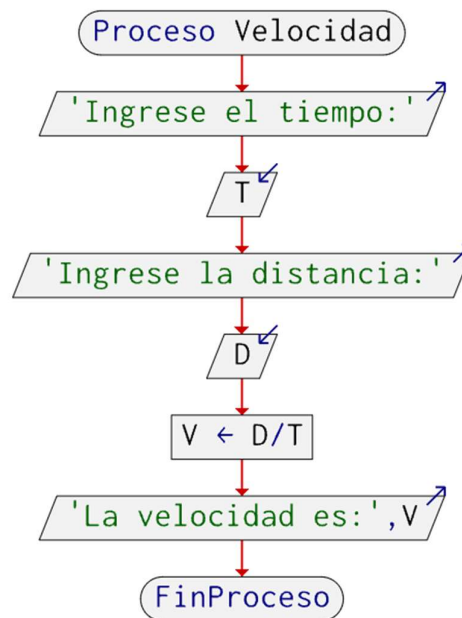 Proceso Velocidad
'Ingrese el tiempo:'
T
'Ingrese la distancia:'
D
V ← D/T
'La velocidad es:',V
FinProceso